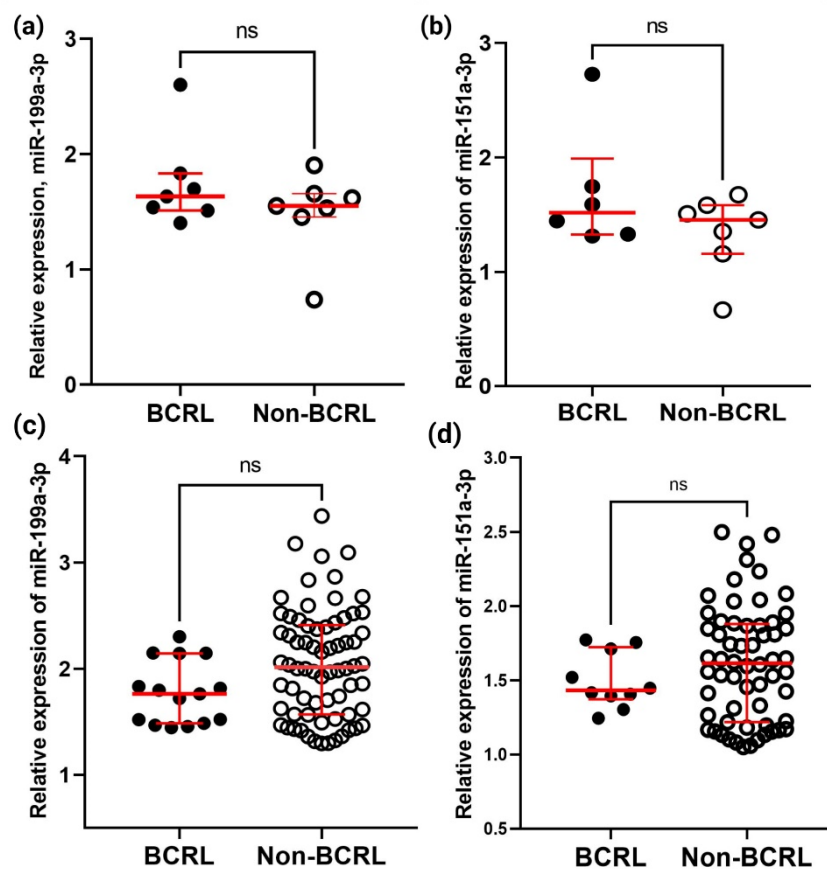 (a)
ns
Relative expression, miR-199a-3p
3
2
1
0
BCRL
Non-BCRL
(b)
ns
Relative expression of miR-151a-3p
3
2
1
0
BCRL
Non-BCRL
(c)
ns
Relative expression of miR-199a-3p
4
3
2
1
BCRL
Non-BCRL
(d)
ns
Relative expression of miR-151a-3p
3.0
2.5
2.0
1.5
1.0
0.5
BCRL
Non-BCRL